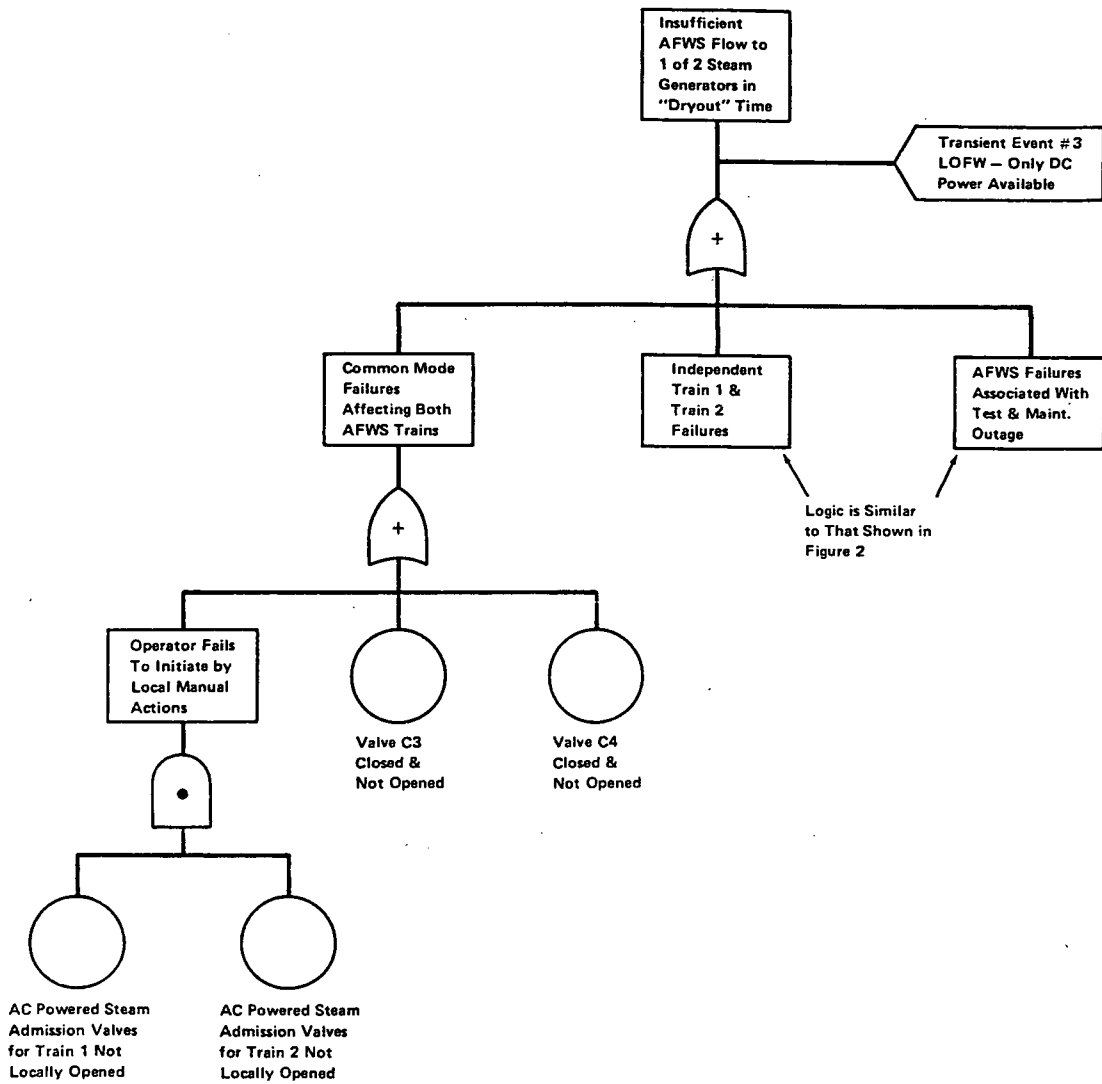 Insufficient
AFWS Flow to
1 of 2 Steam
Generators in
"Dryout" Time
Transient Event #3
LOFW — Only DC
Power Available
+
Common Mode
Failures
Affecting Both
AFWS Trains
Independent
Train 1 &
Train 2
Failures
AFWS Failures
Associated With
Test & Maint.
Outage
Logic is Similar
to That Shown in
Figure 2
+
Operator Fails
To Initiate by
Local Manual
Actions
Valve C3
Closed &
Not Opened
Valve C4
Closed &
Not Opened
AC Powered Steam
Admission Valves
for Train 1 Not
Locally Opened
AC Powered Steam
Admission Valves
for Train 2 Not
Locally Opened